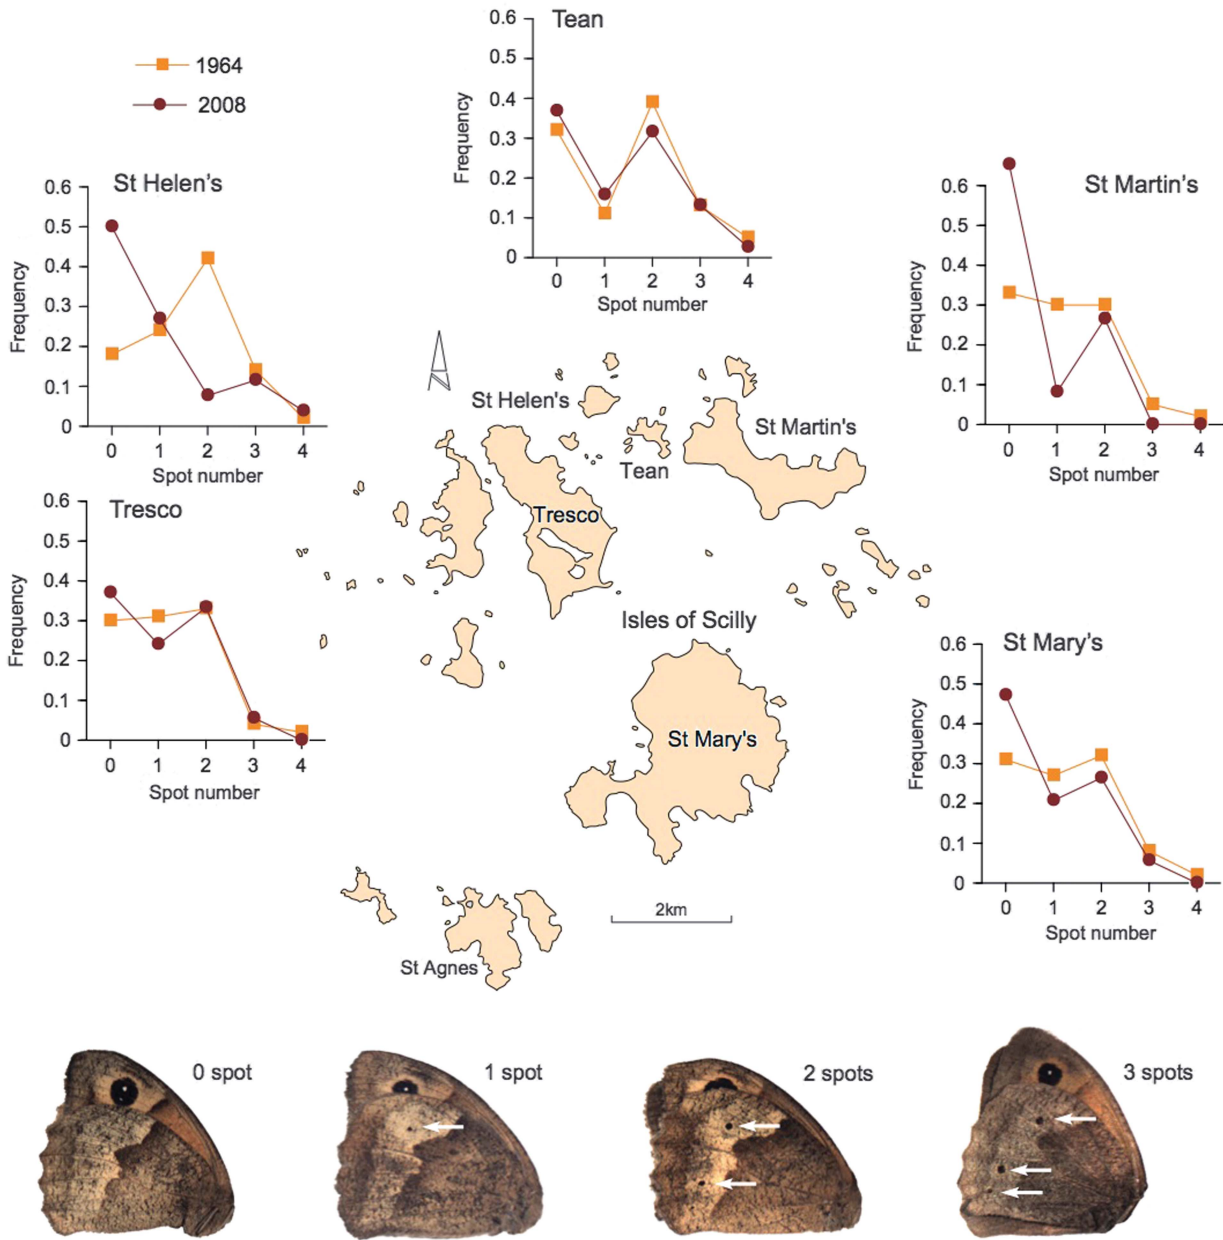 1964
2008
Tean
0.6
0.5
0.4
0.3
0.2
0.1
0
Frequency
0 1 2 3 4
Spot number
St Helen's
0.6
0.5
0.4
0.3
0.2
0.1
0
Frequency
0 1 2 3 4
Spot number
St Martin's
0.6
0.5
0.4
0.3
0.2
0.1
0
Frequency
0 1 2 3 4
Spot number
St Helen's
Tean
St Martin's
Tresco
Isles of Scilly
St Mary's
St Agnes
2km
Tresco
0.6
0.5
0.4
0.3
0.2
0.1
0
Frequency
0 1 2 3 4
Spot number
St Mary's
0.6
0.5
0.4
0.3
0.2
0.1
0
Frequency
0 1 2 3 4
Spot number
0 spot
1 spot
2 spots
3 spots